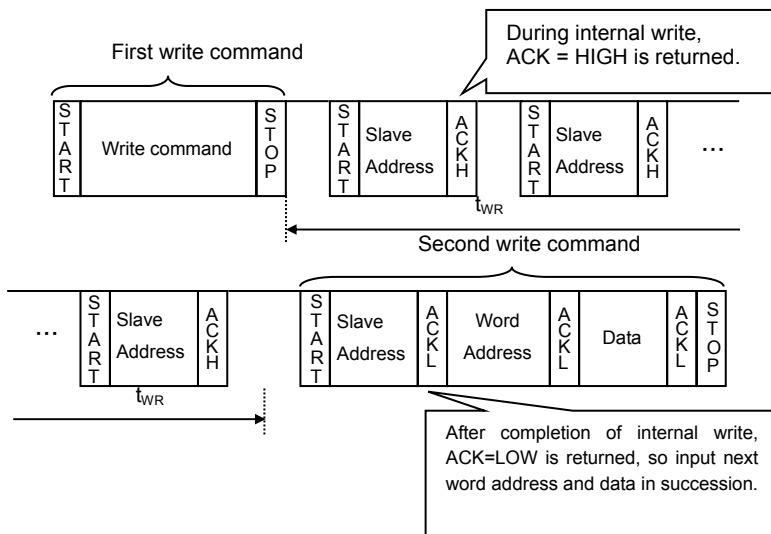 During internal write,
ACK = HIGH is returned.
First write command
START
Write command
STOP
START
Slave
Address
ACKH
START
Slave
Address
ACKH
...
tWR
Second write command
...
START
Slave
Address
ACKH
START
Slave
Address
ACKL
Word
Address
ACKL
Data
ACKL
STOP
tWR
After completion of internal write,
ACK=LOW is returned, so input next
word address and data in succession.